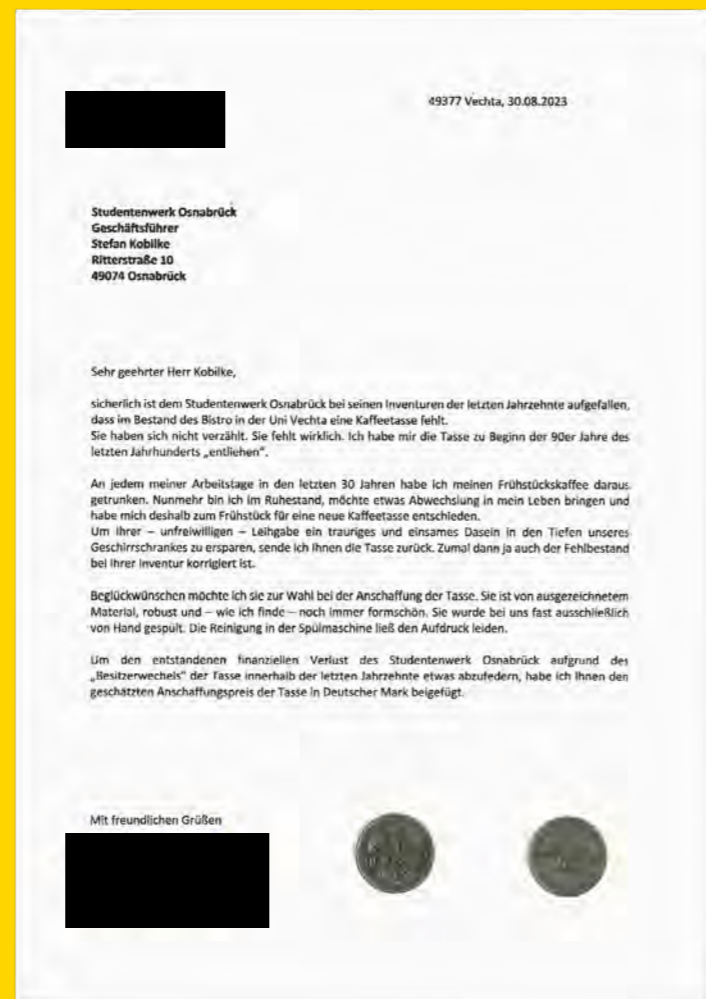 49377 Vechta, 30.08.2023
Studentenwerk Osnabrück
Geschäftsführer
Stefan Kobilke
Ritterstraße 10
49074 Osnabrück
Sehr geehrter Herr Kobilke,
sicherlich ist dem Studentenwerk Osnabrück bei seinen Inventuren der letzten Jahrzehnte aufgefallen,
dass im Bestand des Bistro in der Uni Vechta eine Kaffeetasse fehlt.
Sie haben sich nicht verzählt. Sie fehlt wirklich. Ich habe mir die Tasse zu Beginn der 90er Jahre des
letzten Jahrhunderts „entliehen".
An jedem meiner Arbeitstage in den letzten 30 Jahren habe ich meinen Frühstückskaffee daraus
getrunken. Nunmehr bin ich im Ruhestand, möchte etwas Abwechslung in mein Leben bringen und
habe mich deshalb zum Frühstück für eine neue Kaffeetasse entschieden.
Um Ihrer – unfreiwilligen – Leihgabe ein trauriges und einsames Dasein in den Tiefen unseres
Geschirrschrankes zu ersparen, sende ich Ihnen die Tasse zurück. Zumal dann ja auch der Fehlbestand
bei Ihrer Inventur korrigiert ist.
Beglückwünschen möchte ich sie zur Wahl bei der Anschaffung der Tasse. Sie ist von ausgezeichnetem
Material, robust und – wie ich finde – noch immer formschön. Sie wurde bei uns fast ausschließlich
von Hand gespült. Die Reinigung in der Spülmaschine ließ den Aufdruck leiden.
Um den entstandenen finanziellen Verlust des Studentenwerk Osnabrück aufgrund des
„Besitzerwechsels" der Tasse innerhalb der letzten Jahrzehnte etwas abzufedern, habe ich Ihnen den
geschätzten Anschaffungspreis der Tasse in Deutscher Mark beigefügt.
Mit freundlichen Grüßen